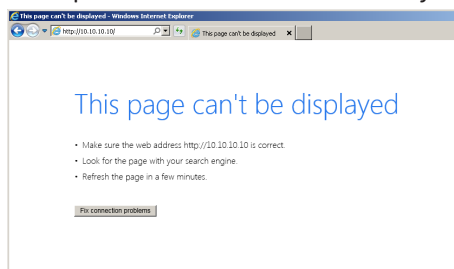 This page can't be displayed - Windows Internet Explorer
http://10.10.10.10/
This page can't be displayed
This page can't be displayed
• Make sure the web address http://10.10.10.10 is correct.
• Look for the page with your search engine.
• Refresh the page in a few minutes.
Fix connection problems